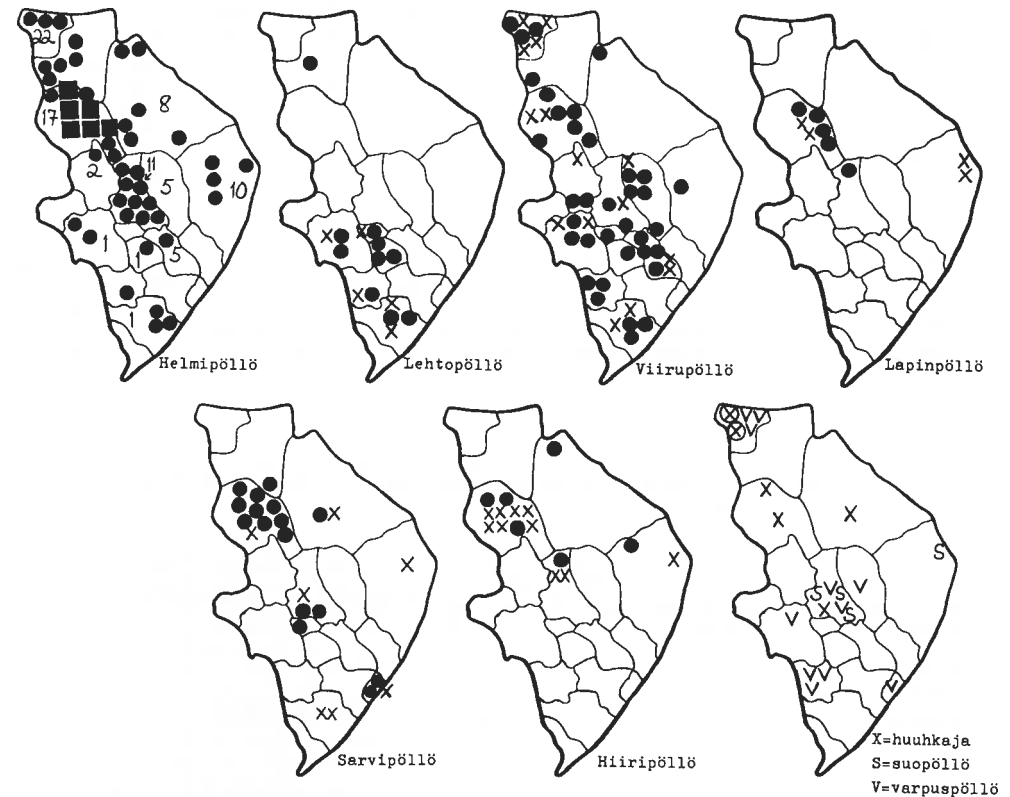 22
17
8
2
11
5
10
1
1
5
1
Helmipöllö
Lehtopöllö
Viirupöllö
Lapinpöllö
Sarvipöllö
Hiiripöllö
X=huuhkaja
S=suopöllö
V=varpuspöllö